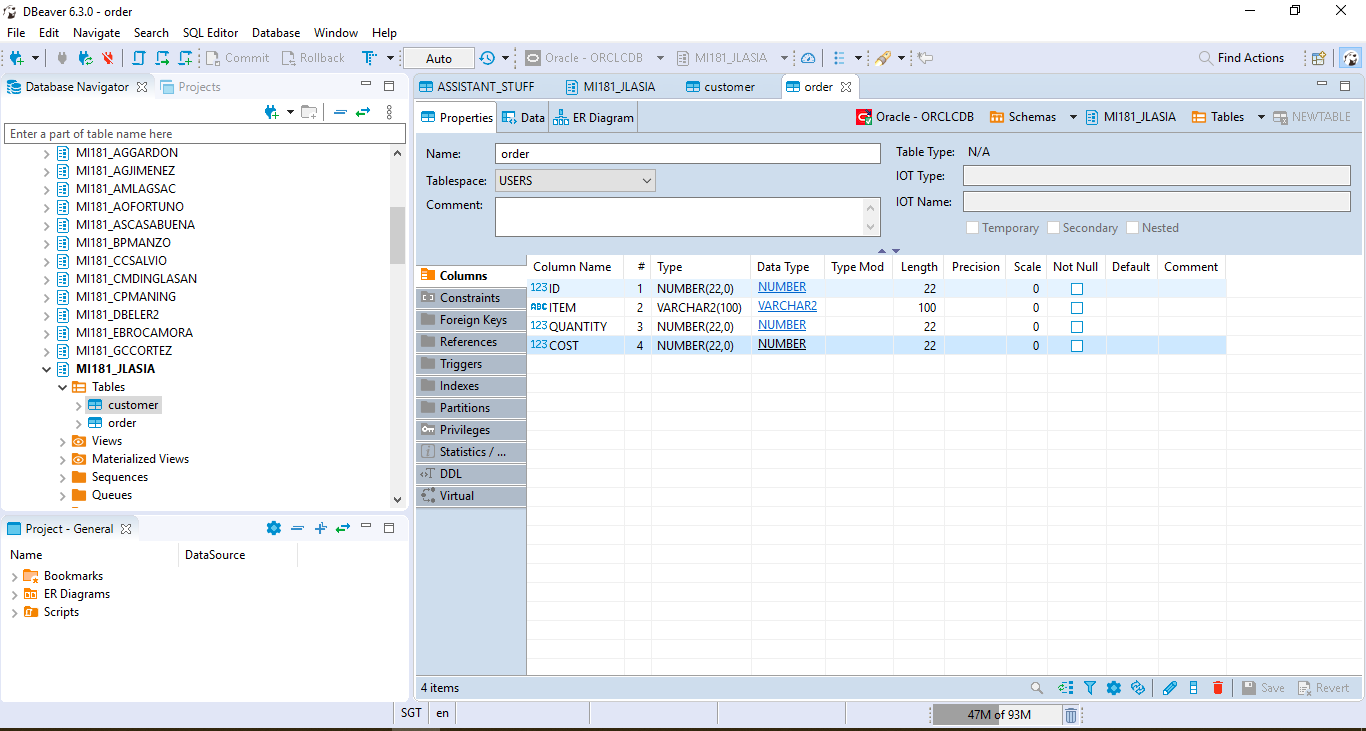 DBeaver 6.3.0 - order
File Edit Navigate Search SQL Editor Database Window Help
Commit Rollback Auto Oracle - ORCLCDB MI181_JLASIA Find Actions
Database Navigator Projects
Enter a part of table name here
MI181_AGGARDON
MI181_AGJIMENEZ
MI181_AMLAGSAC
MI181_AOFORTUNO
MI181_ASCASABUENA
MI181_BPMANZO
MI181_CCSALVIO
MI181_CMDINGLASAN
MI181_CPMANING
MI181_DBELER2
MI181_EBROCAMORA
MI181_GCCORTEZ
MI181_JLASIA
Tables
customer
order
Views
Materialized Views
Sequences
Queues
Project - General
Name DataSource
Bookmarks
ER Diagrams
Scripts
ASSISTANT_STUFF MI181_JLASIA customer order
Properties Data ER Diagram Oracle - ORCLCDB Schemas MI181_JLASIA Tables NEWTABLE
Name: order
Tablespace: USERS
Comment:
Table Type: N/A
IOT Type:
IOT Name:
Temporary Secondary Nested
Columns
Constraints
Foreign Keys
References
Triggers
Indexes
Partitions
Privileges
Statistics / ...
DDL
Virtual
Column Name # Type Data Type Type Mod Length Precision Scale Not Null Default Comment
123 ID 1 NUMBER(22,0) NUMBER 22 0
ABC ITEM 2 VARCHAR2(100) VARCHAR2 100 0
123 QUANTITY 3 NUMBER(22,0) NUMBER 22 0
123 COST 4 NUMBER(22,0) NUMBER 22 0
4 items Save Revert
SGT en 47M of 93M